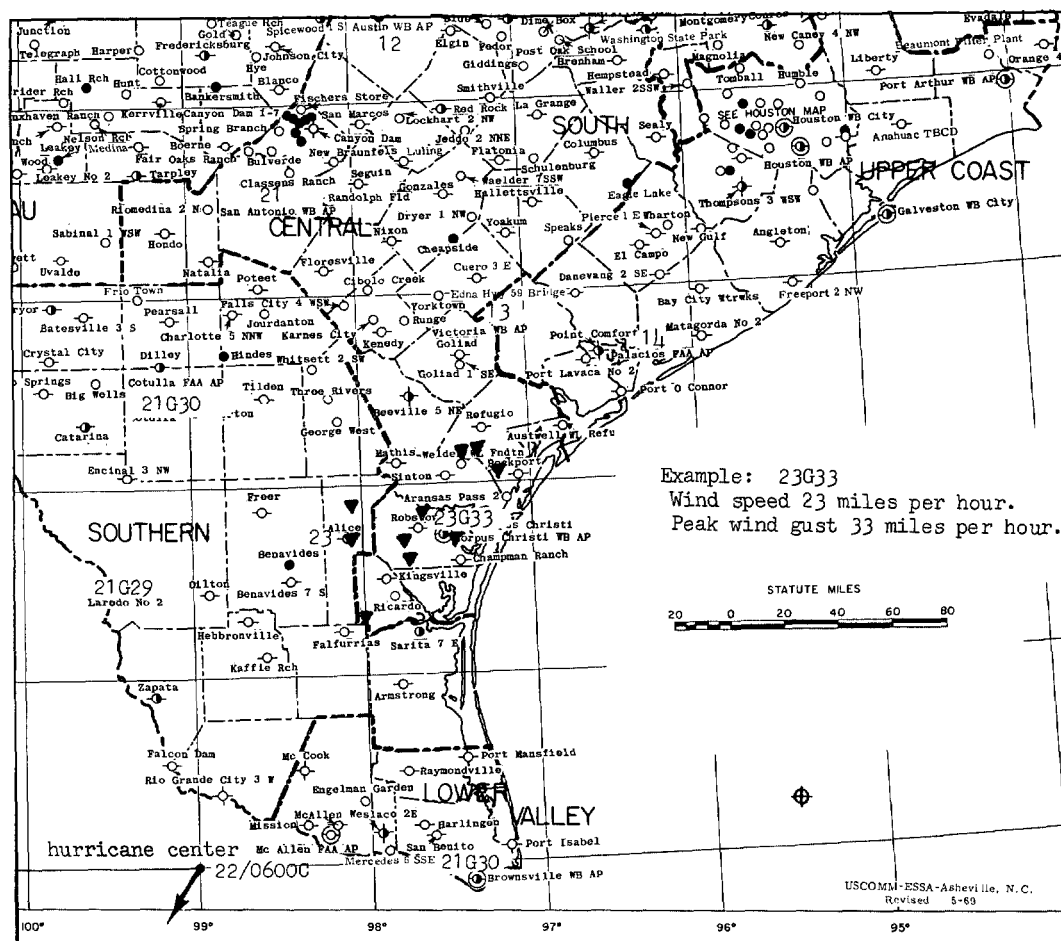 Junction
Telegraph
Harper
Teague Rch
Gold
Fredericksburg
Spicewood 1 S
Austin WB AP
12
Hye
Johnson City
Elgin
Blue
Pedor
Giddings
Dime Box
Post Oak School
Brenham
Washington State Park
Hempstead
Waller 2SSW
Montgomery
Conroe
Magnolia
Tomball
New Caney 4 NW
Humble
Evadale
Beaumont Filter Plant
Liberty
Orange 4
Port Arthur WB AP
Hall Rch
Hunt
Cottonwood
Blanco
Smithville
rider Rch
Kerrville
Bankersmith
Fischers Store
Canyon Dam 1-7
San Marcos
Red Rock
La Grange
Lockhart 2 NW
SOUTH
SEE HOUSTON MAP
Houston WB City
Sealy
Anahuac TBCD
Nelson Rch
Spring Branch
Canyon Dam
Jeddo 2 NNE
Columbus
Leakey
Medina
Boerne
New Braunfels
Luling
Flatonia
Schulenburg
Houston WB AP
Wood
Fair Oaks Ranch
Bulverde
Leakey No 2
Tarpley
Classens Ranch
Seguin
Waelder 7SSW
UPPER COAST
21
Randolph Fld
Gonzales
Hallettsville
Eagle Lake
Thompsons 3 WSW
Riomedina 2 N
San Antonio WB AP
Dryer 1 NW
Yoakum
Pierce 1 E
Wharton
Galveston WB City
AU
Sabinal 1 WSW
CENTRAL
Nixon
Cheapside
Speaks
New Gulf
Angleton
Hondo
El Campo
Uvalde
Natalia
Floresville
Cuero 3 E
Danevang 2 SE
Poteet
Cibolo Creek
Frio Town
Edna Hwy 59 Bridge
Bay City Wtrwks
Freeport 2 NW
Pearsall
Falls City 4 WSW
Yorktown
13
Batesville 3 S
Jourdanton
Runge
Victoria WB AP
14
Matagorda No 2
Charlotte 5 NNW
Karnes City
Kenedy
Goliad
Point Comfort
Crystal City
Dilley
Hindes
Whitsett 2 SW
Palacios FAA AP
Cotulla FAA AP
Goliad 1 SE
Port Lavaca No 2
Springs
Big Wells
Tilden
Three Rivers
Port O Connor
21G30
Beeville 5 NE
George West
Refugio
Catarina
Austwell WL Refu
Mathis
Welder WL Fndtn
Encinal 3 NW
Sinton
Rockport
Example: 23G33
Wind speed 23 miles per hour.
Peak wind gust 33 miles per hour.
Freer
Aransas Pass 2
SOUTHERN
Alice
23
23G33
Christi
Corpus Christi WB AP
Benavides
Chapman Ranch
21G29
Kingsville
STATUTE MILES
Laredo No 2
Benavides 7 S
Ricardo
20 0 20 40 60 80
Hebbronville
Falfurrias
Sarita 7 E
Kaffie Rch
Zapata
Armstrong
Falcon Dam
Mc Cook
Port Mansfield
Rio Grande City 3 W
Raymondville
Engelman Garden
LOWER
VALLEY
McAllen
Weslaco 2E
Mission
Harlingen
hurricane center
Mc Allen FAA AP
San Benito
Port Isabel
22/0600C
Mercedes 6 SSE
21G30
Brownsville WB AP
USCOMM-ESSA-Asheville, N.C.
Revised 5-69
100° 99° 98° 97° 96° 95°